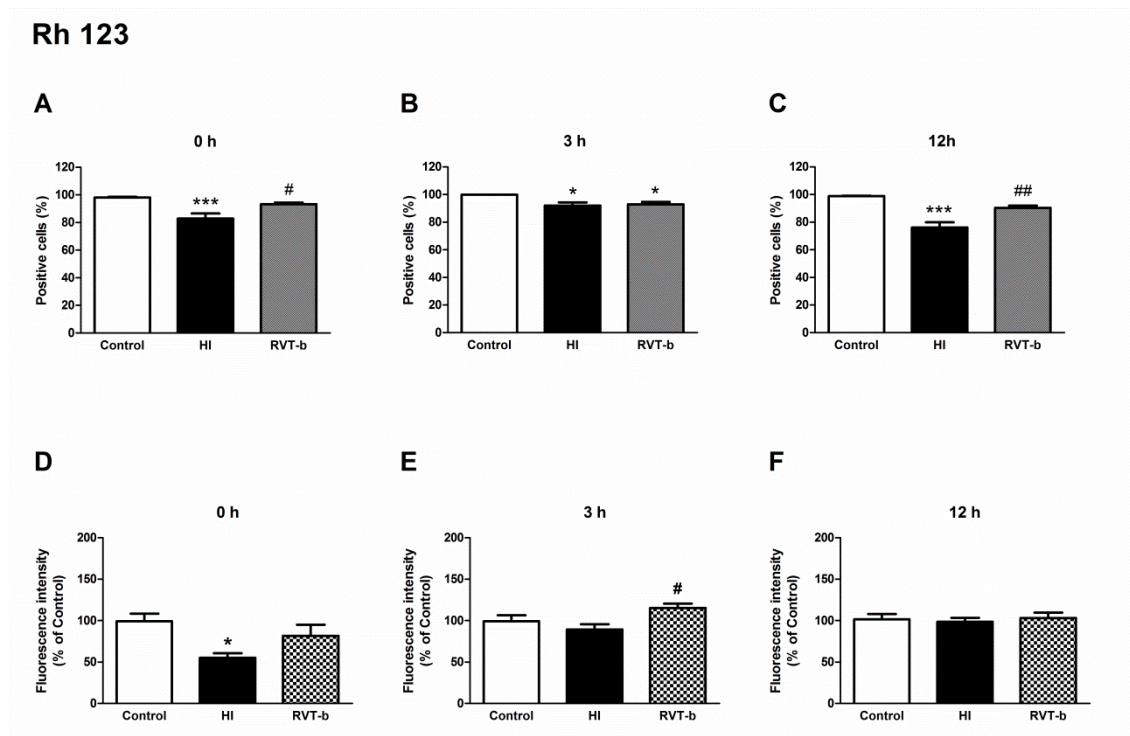 Rh 123
A
B
C
0 h
3 h
12h
Positive cells (%)
120
100
80
60
40
20
0
***
#
Control
HI
RVT-b
Positive cells (%)
120
100
80
60
40
20
0
*
*
Control
HI
RVT-b
Positive cells (%)
120
100
80
60
40
20
0
***
##
Control
HI
RVT-b
D
E
F
0 h
3 h
12 h
Fluorescence intensity
(% of Control)
200
150
100
50
0
*
Control
HI
RVT-b
Fluorescence intensity
(% of Control)
200
150
100
50
0
#
Control
HI
RVT-b
Fluorescence intensity
(% of Control)
200
150
100
50
0
Control
HI
RVT-b